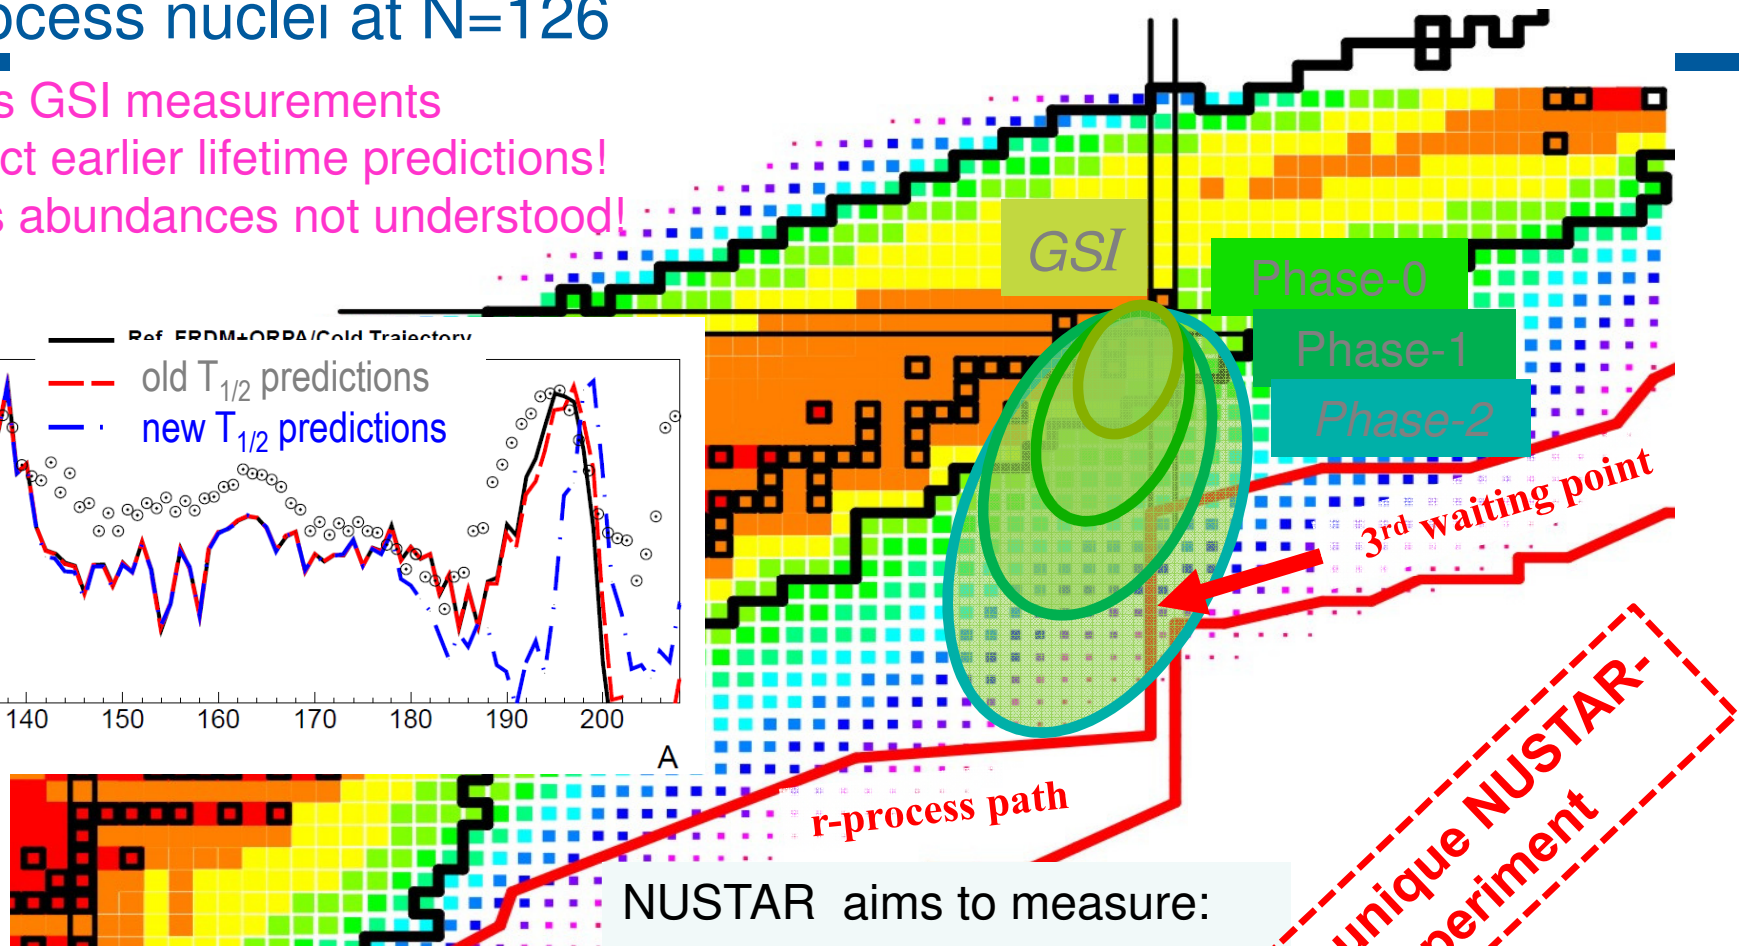 ocess nuclei at N=126
s GSI measurements
ct earlier lifetime predictions!
s abundances not understood!
GSI
Phase-0
Phase-1
Phase-2
Ref. FRDM+QRPA/Cold Trajectory
old T1/2 predictions
new T1/2 predictions
3rd waiting point
140 150 160 170 180 190 200
A
r-process path
NUSTAR aims to measure:
unique NUSTAR-
periment